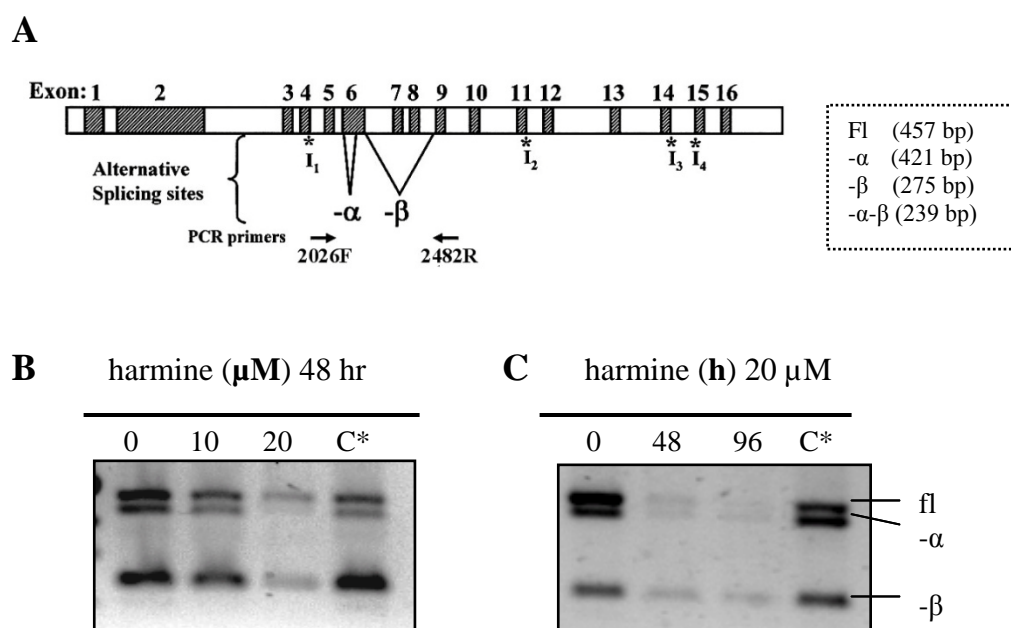 A
Exon: 1 2 3 4 5 6 7 8 9 10 11 12 13 14 15 16
* * * *
I1 I2 I3 I4
Alternative
Splicing sites
-α -β
PCR primers
2026F 2482R
Fl (457 bp)
-α (421 bp)
-β (275 bp)
-α-β (239 bp)
B harmine (μM) 48 hr
0 10 20 C*
C harmine (h) 20 μM
0 48 96 C*
fl
-α
-β